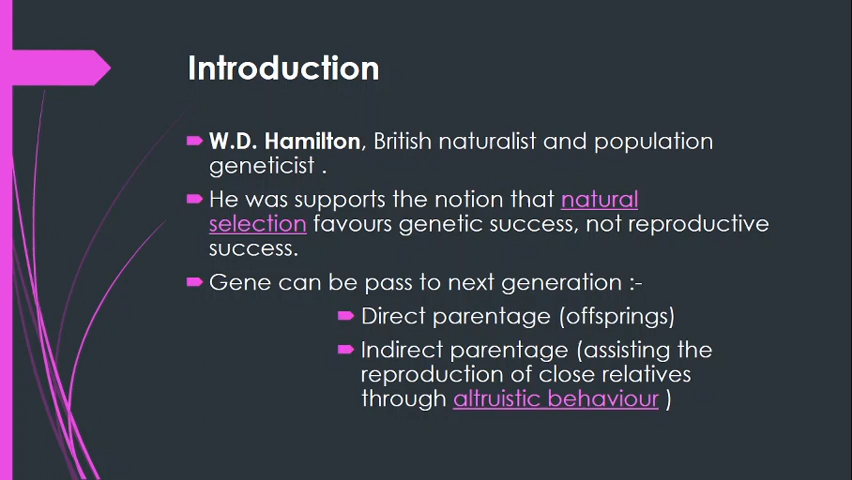 Introduction
W.D. Hamilton, British naturalist and population
geneticist .
He was supports the notion that natural
selection favours genetic success, not reproductive
success.
Gene can be pass to next generation :-
Direct parentage (offsprings)
Indirect parentage (assisting the
reproduction of close relatives
through altruistic behaviour )